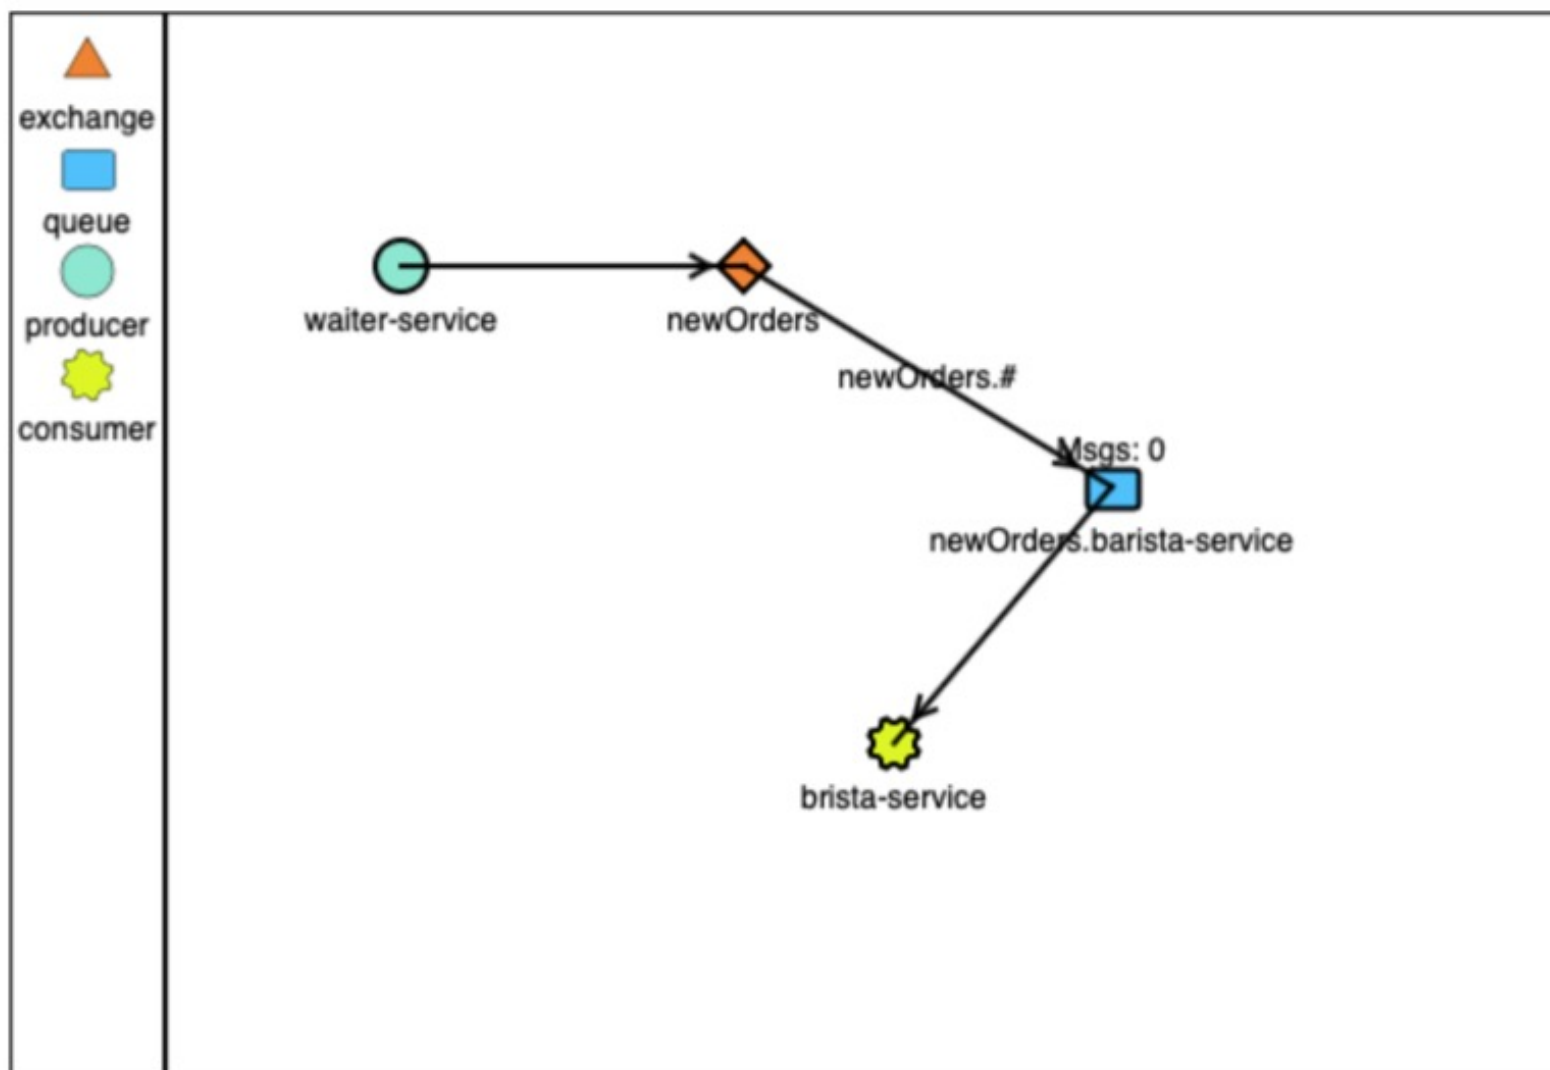 exchange
queue
producer
consumer
waiter-service
newOrders
newOrders.#
Msgs: 0
newOrders.barista-service
brista-service